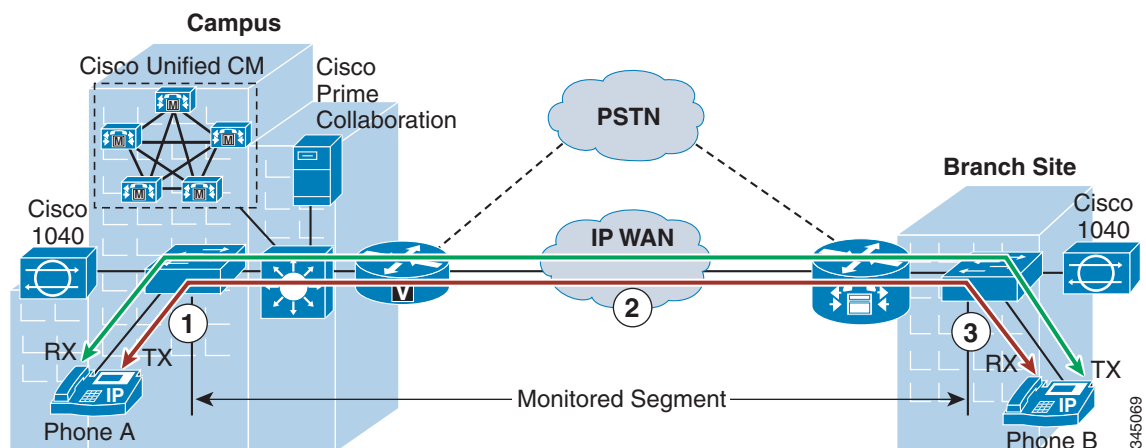 Campus
Cisco Unified CM
Cisco
Prime
Collaboration
M
M
M
M
M
PSTN
Branch Site
Cisco
1040
Cisco
1040
IP WAN
V
1
2
3
RX
TX
RX
TX
IP
IP
Monitored Segment
Phone A
Phone B
345069